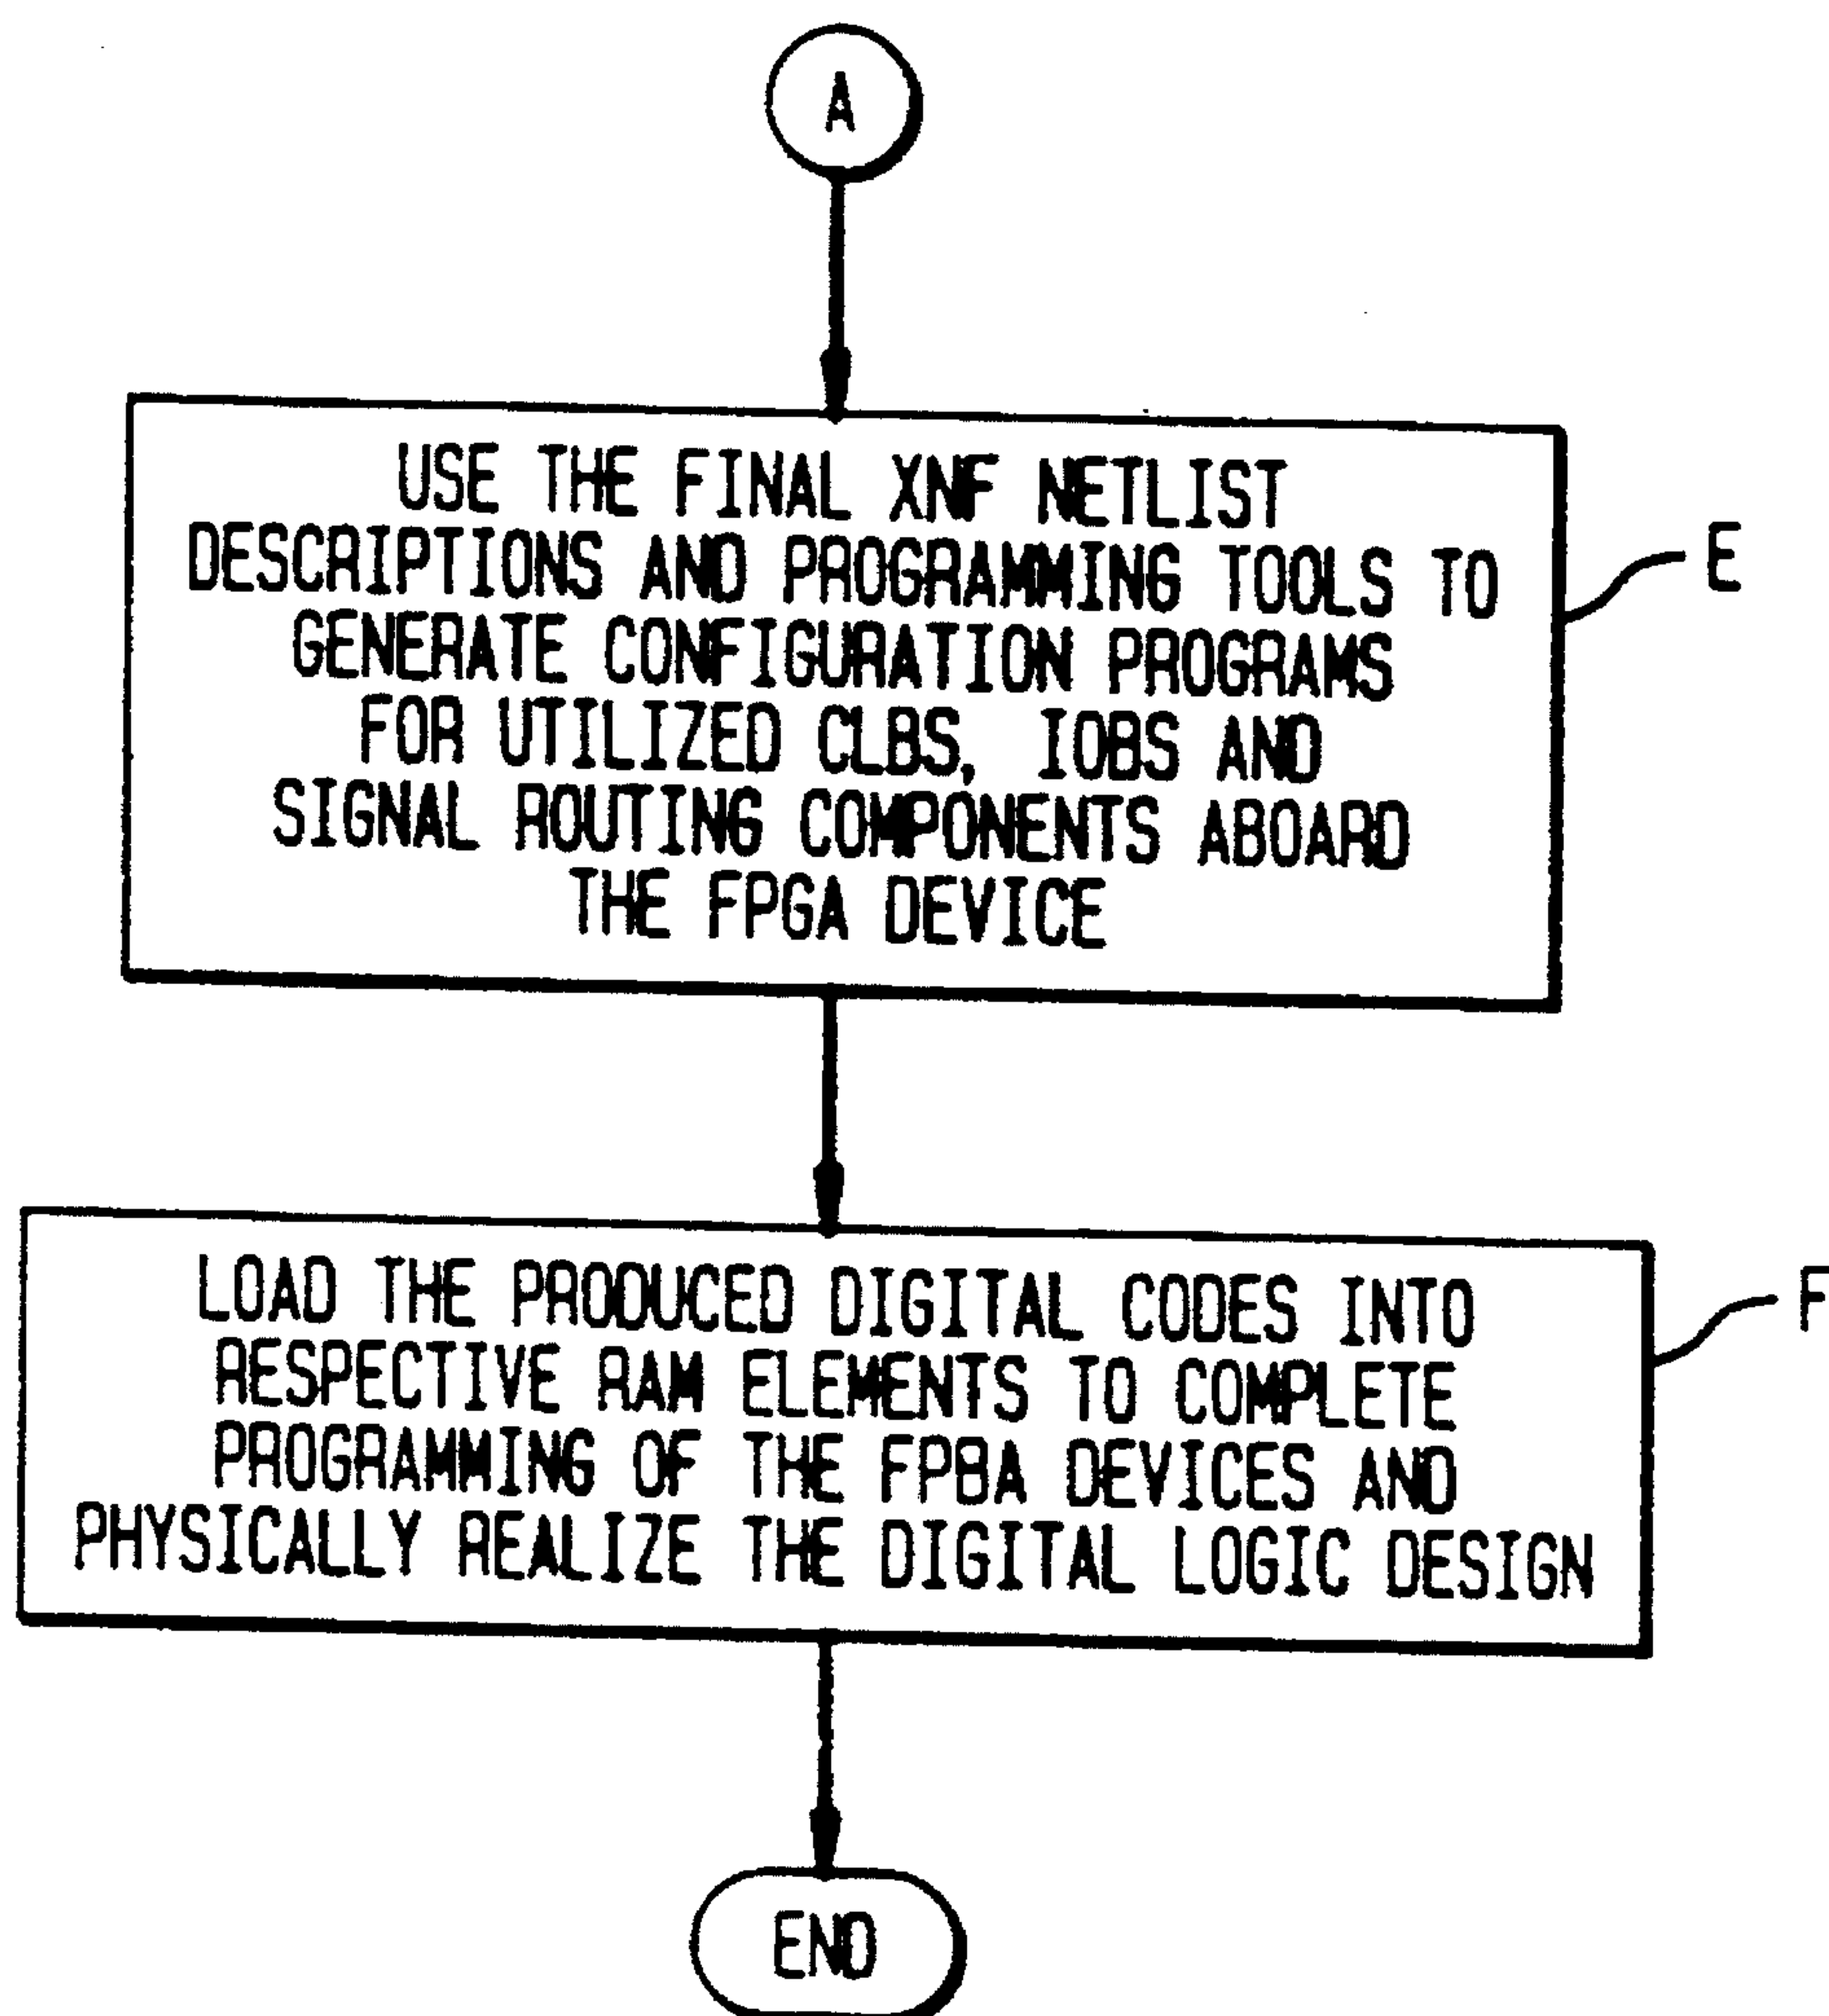 A
USE THE FINAL XNF NETLIST
DESCRIPTIONS AND PROGRAMMING TOOLS TO
GENERATE CONFIGURATION PROGRAMS
FOR UTILIZED CLBS, IOBS AND
SIGNAL ROUTING COMPONENTS ABOARD
THE FPGA DEVICE
E
LOAD THE PRODUCED DIGITAL CODES INTO
RESPECTIVE RAM ELEMENTS TO COMPLETE
PROGRAMMING OF THE FPBA DEVICES AND
PHYSICALLY REALIZE THE DIGITAL LOGIC DESIGN
F
END